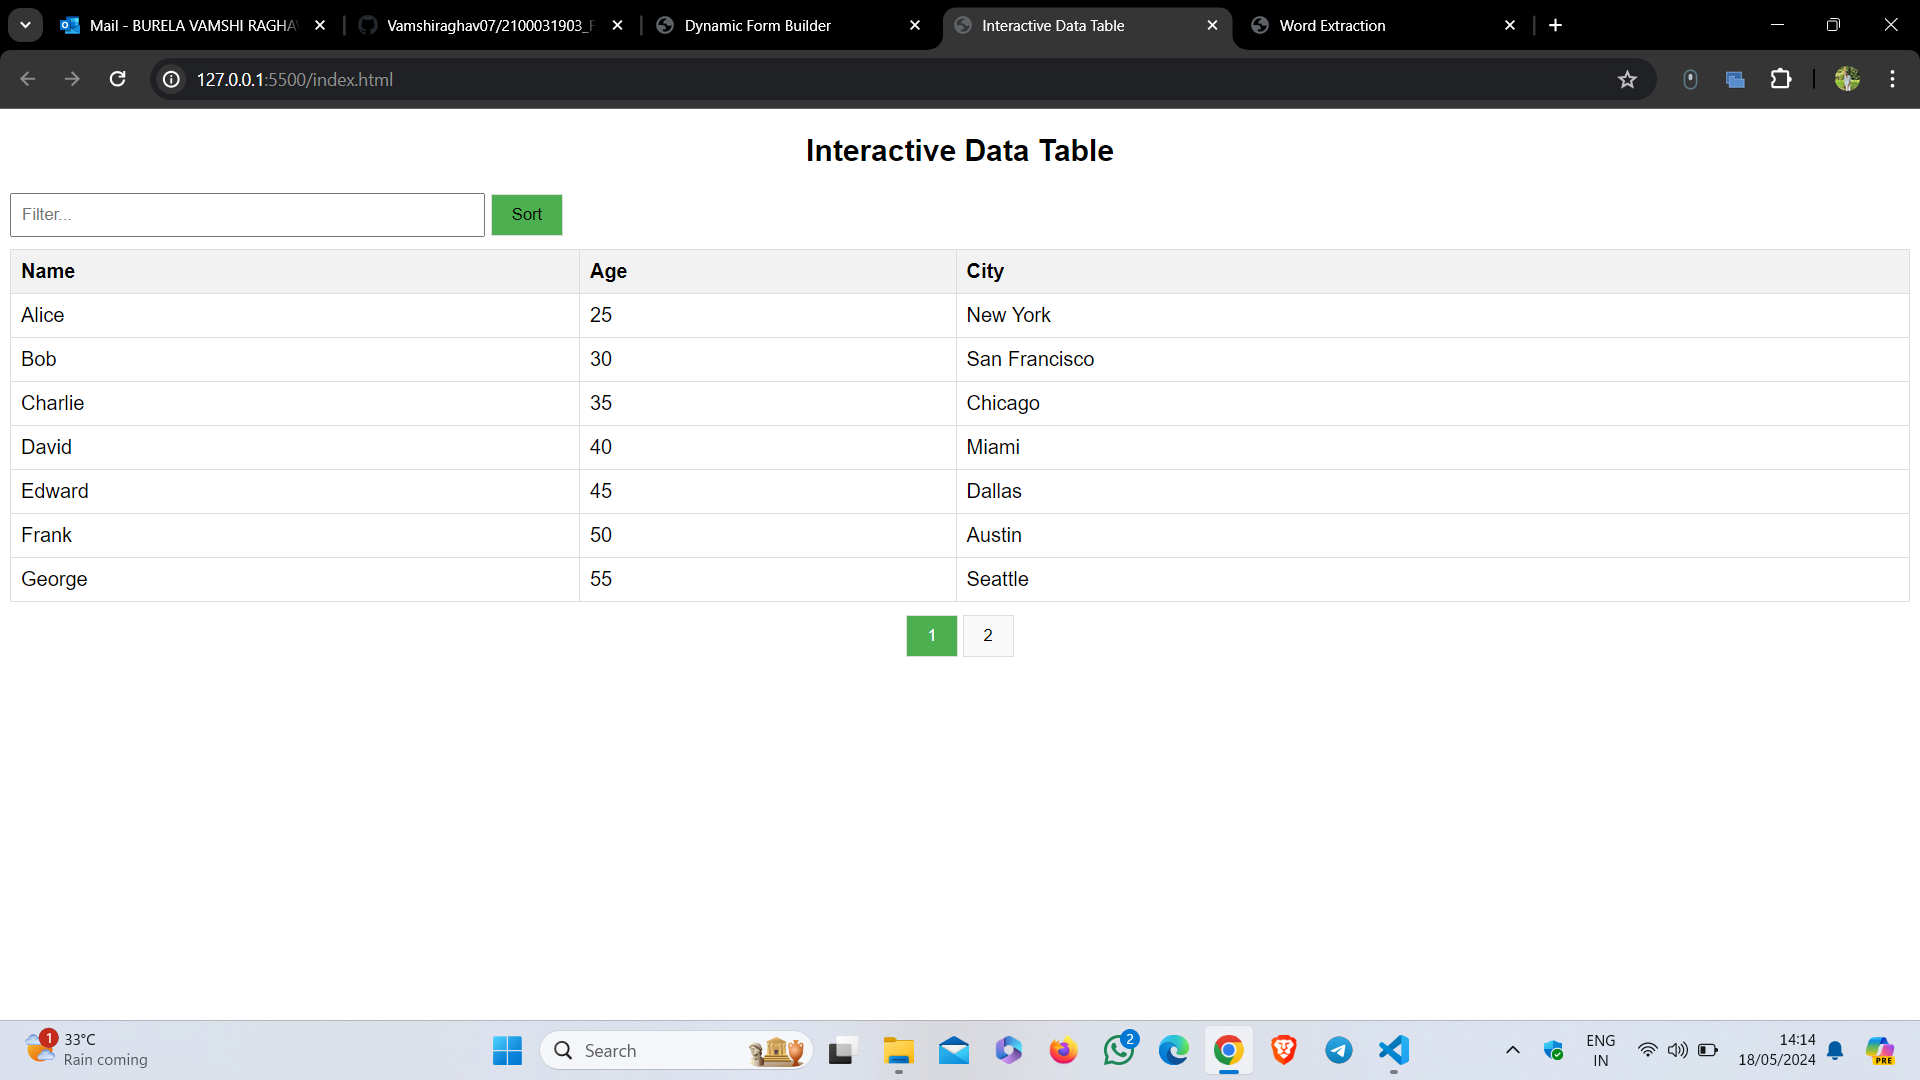 Mail - BURELA VAMSHI RAGHA
Vamshiraghav07/2100031903_F
Dynamic Form Builder
Interactive Data Table
Word Extraction
127.0.0.1:5500/index.html
Interactive Data Table
Filter... Sort
Name Age City
Alice 25 New York
Bob 30 San Francisco
Charlie 35 Chicago
David 40 Miami
Edward 45 Dallas
Frank 50 Austin
George 55 Seattle
1 2
1 33°C
Rain coming
Search
2
ENG
IN
14:14
18/05/2024
PRE